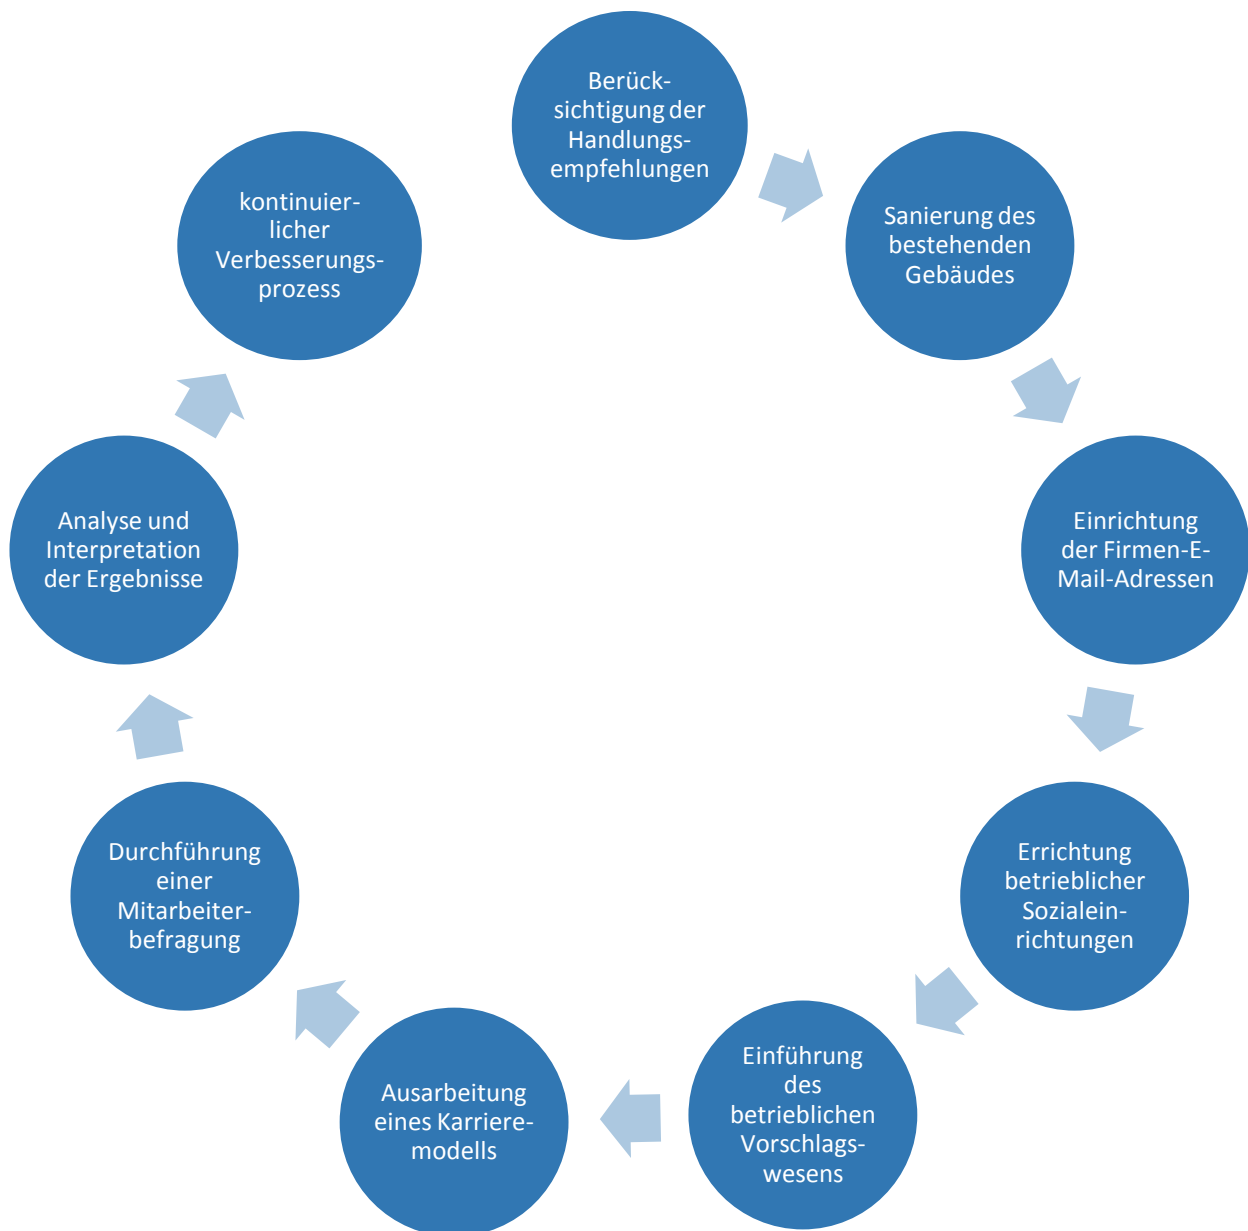 Berück-
sichtigung der
Handlungs-
empfehlungen
Sanierung des
bestehenden
Gebäudes
Einrichtung
der Firmen-E-
Mail-Adressen
Errichtung
betrieblicher
Sozialein-
richtungen
Einführung
des
betrieblichen
Vorschlags-
wesens
Ausarbeitung
eines Karriere-
modells
Durchführung
einer
Mitarbeiter-
befragung
Analyse und
Interpretation
der Ergebnisse
kontinuier-
licher
Verbesserungs-
prozess